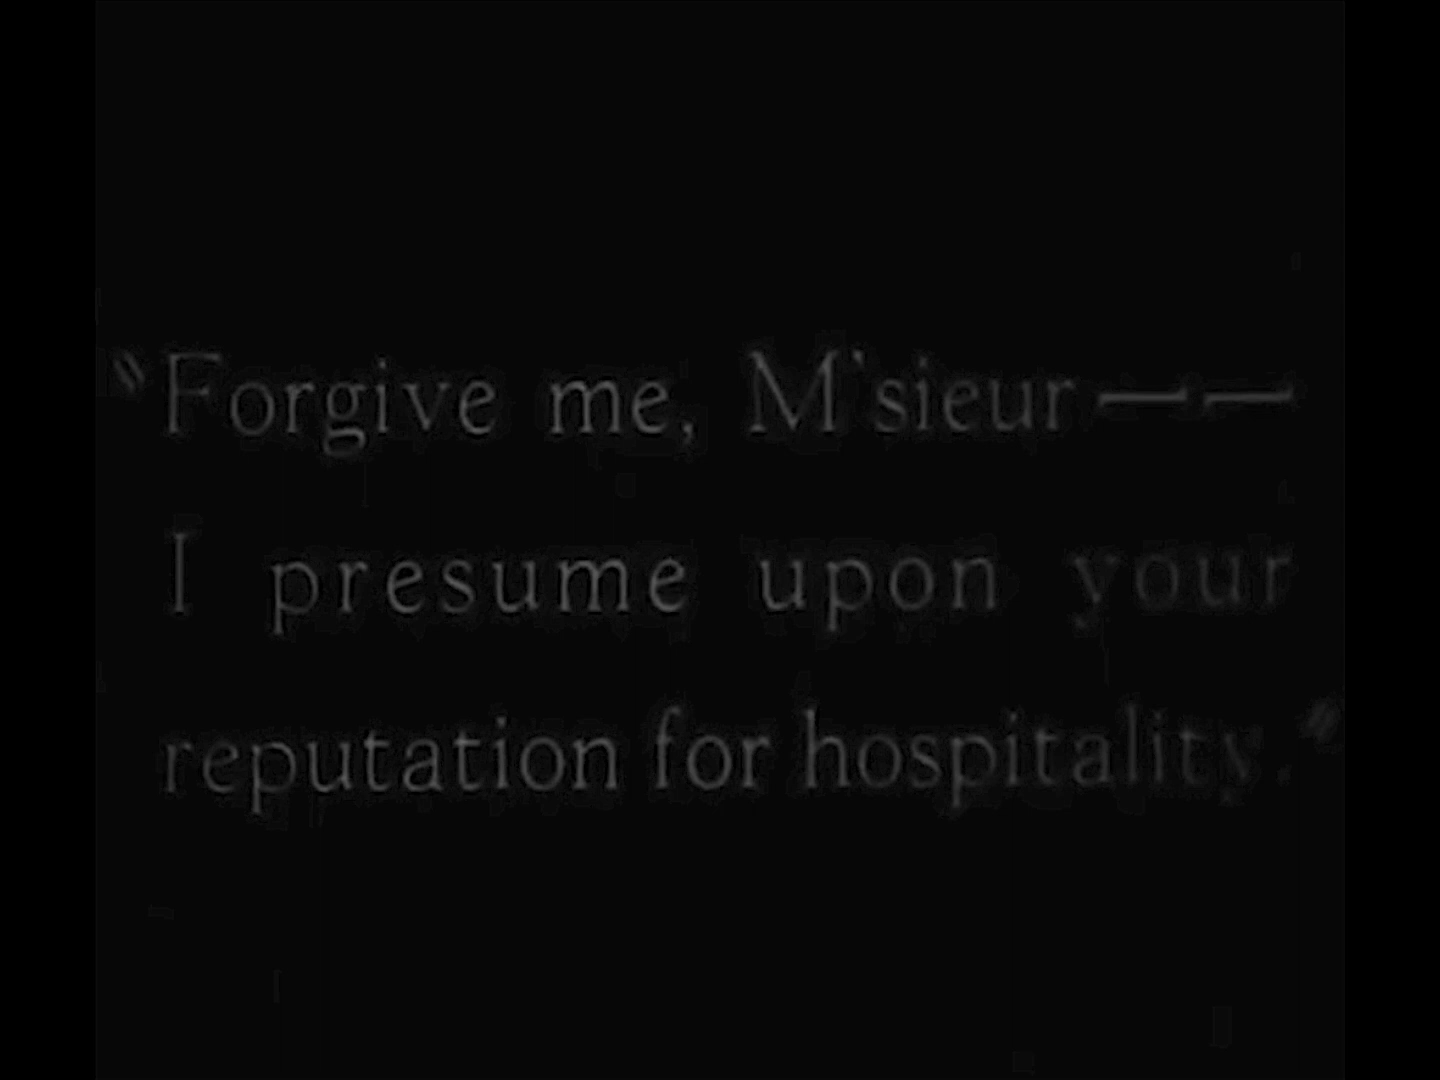 "Forgive me, M'sieur——
I presume upon your
reputation for hospitality."